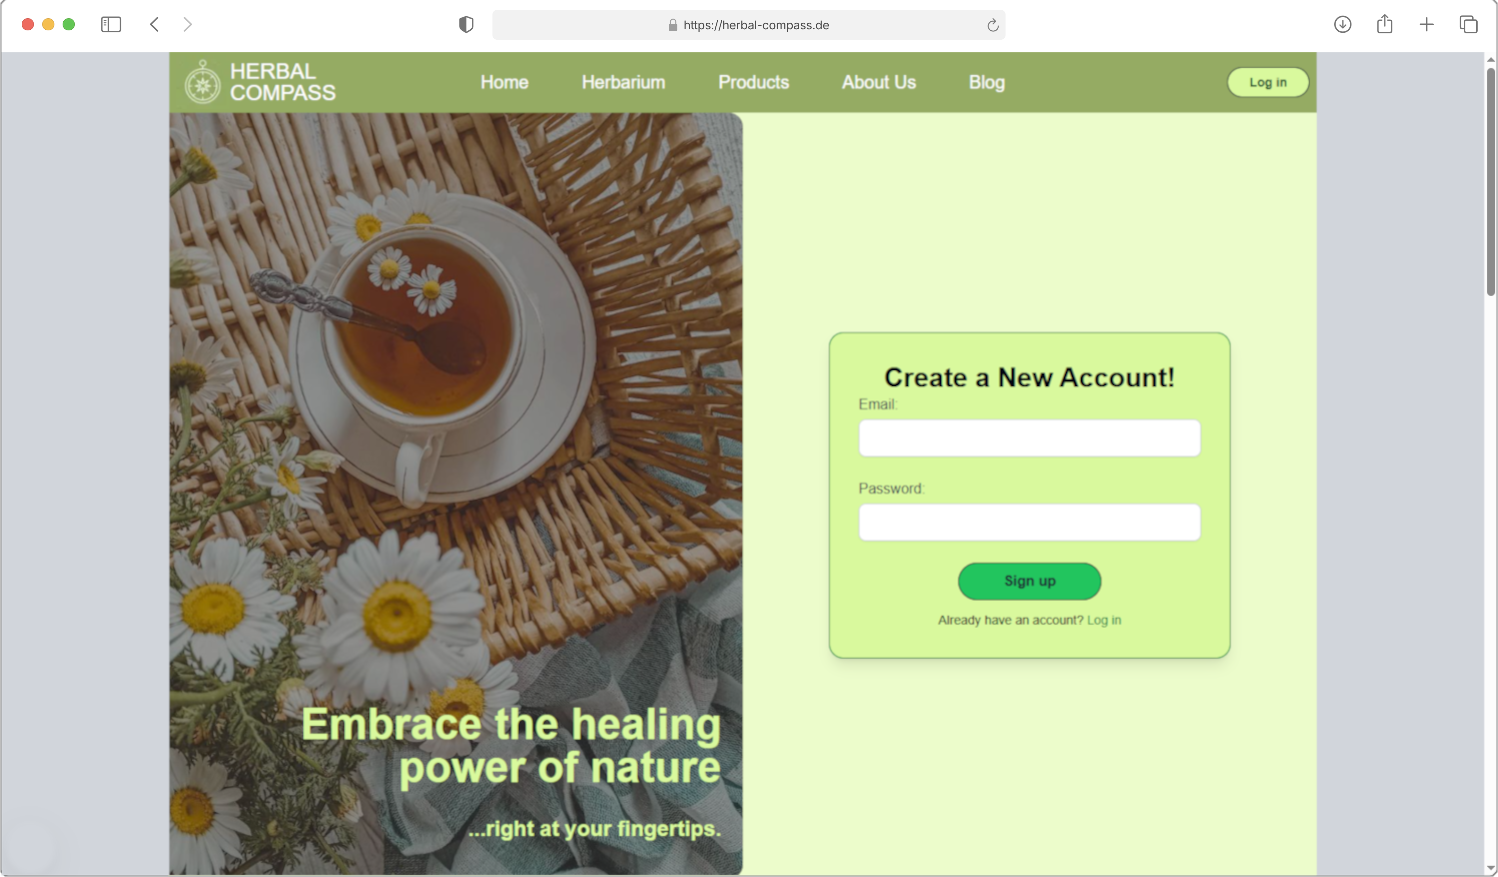 https://herbal-compass.de
HERBAL
COMPASS
Home Herbarium Products About Us Blog
Log in
Create a New Account!
Email:
Password:
Sign up
Already have an account? Log in
Embrace the healing
power of nature
...right at your fingertips.